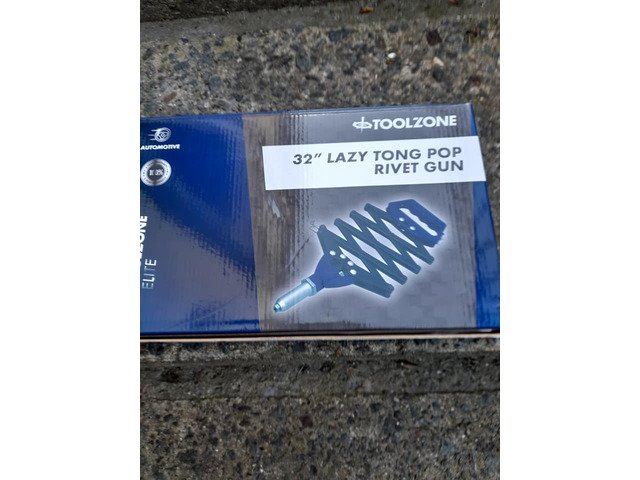 TOOLZONE
AUTOMOTIVE
32" LAZY TONG POP
RIVET GUN
ELITE